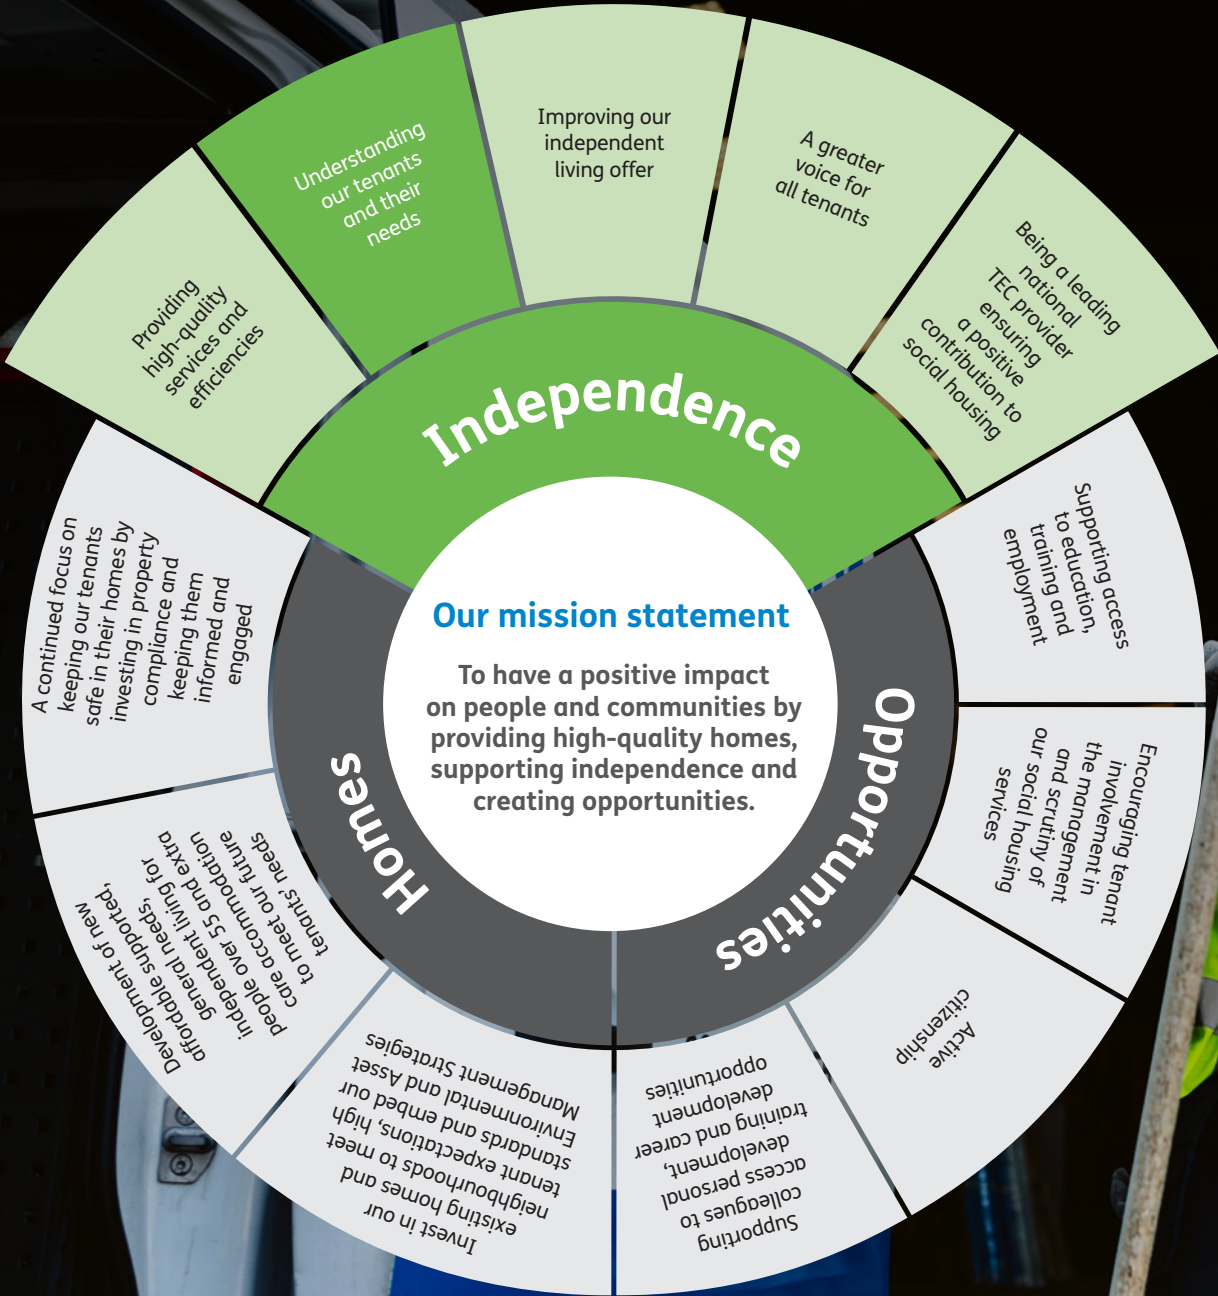 Providing
high-quality
services and
efficiencies
Understanding
our tenants
and their
needs
Improving our
independent
living offer
A greater
voice for
all tenants
Being a leading
national
TEC provider
ensuring
a positive
contribution to
social housing
Independence
Supporting access
to education,
training and
employment
Encouraging tenant
involvement in
the management
and scrutiny of
our social housing
services
Active
citizenship
Supporting
colleagues to
access personal
development,
training and career
development
opportunities
Opportunities
Invest in our
existing homes and
neighbourhoods to meet
tenant expectations, high
standards and embed our
Environmental and Asset
Management Strategies
Development of new
affordable supported,
general needs,
independent living for
people over 55 and extra
care accommodation
to meet our future
tenants' needs
A continued focus on
keeping our tenants
safe in their homes by
investing in property
compliance and
keeping them
informed and
engaged
Homes
Our mission statement
To have a positive impact
on people and communities by
providing high-quality homes,
supporting independence and
creating opportunities.